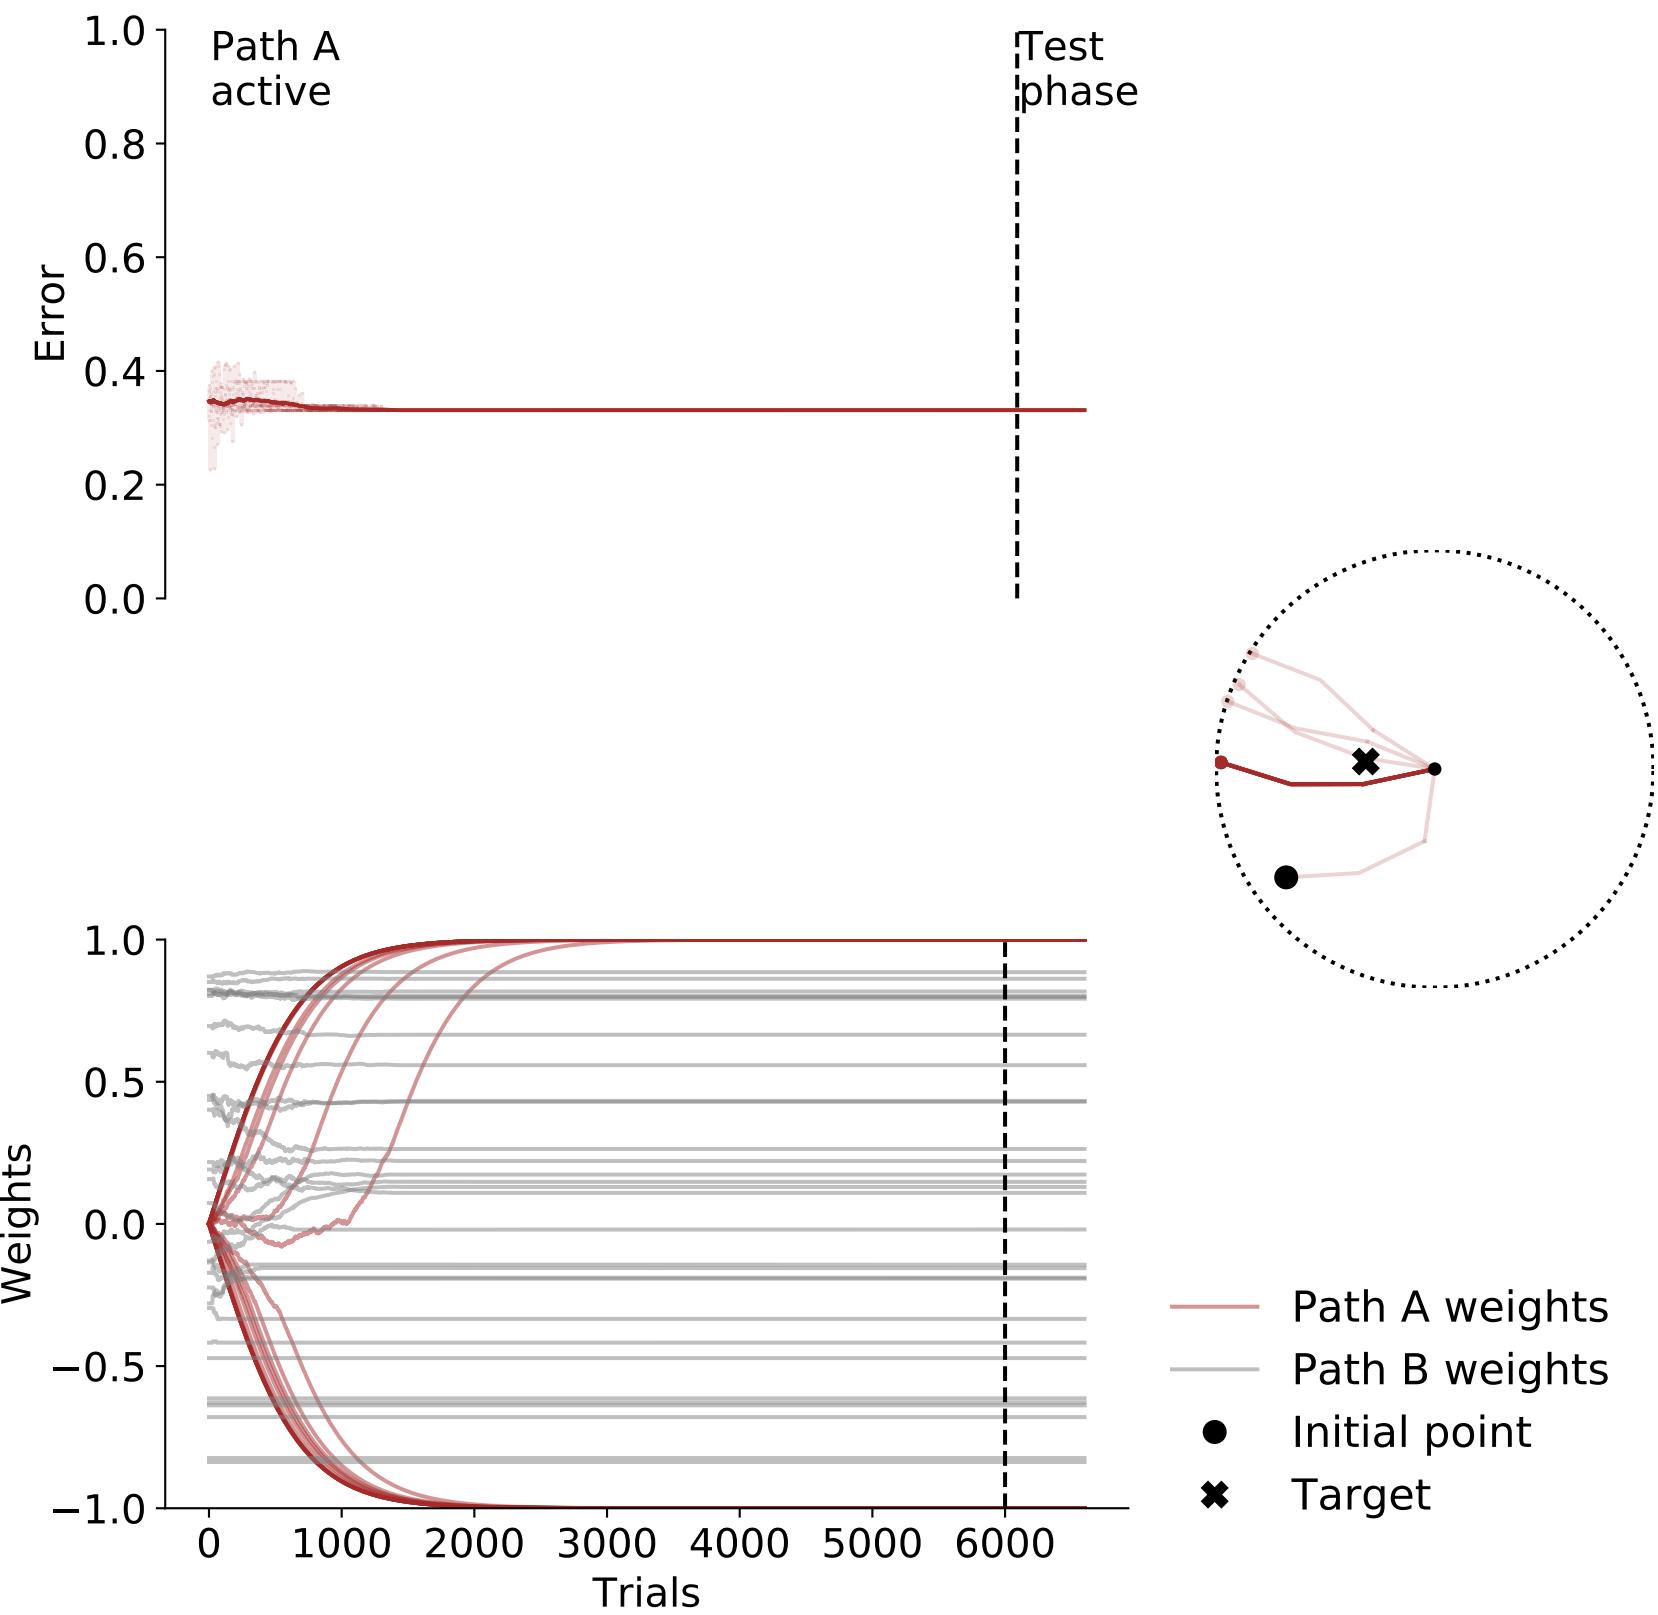 Path A
active
Test
phase
1.0
0.8
0.6
0.4
0.2
0.0
Error
1.0
0.5
0.0
−0.5
−1.0
Weights
0 1000 2000 3000 4000 5000 6000
Trials
Path A weights
Path B weights
Initial point
Target